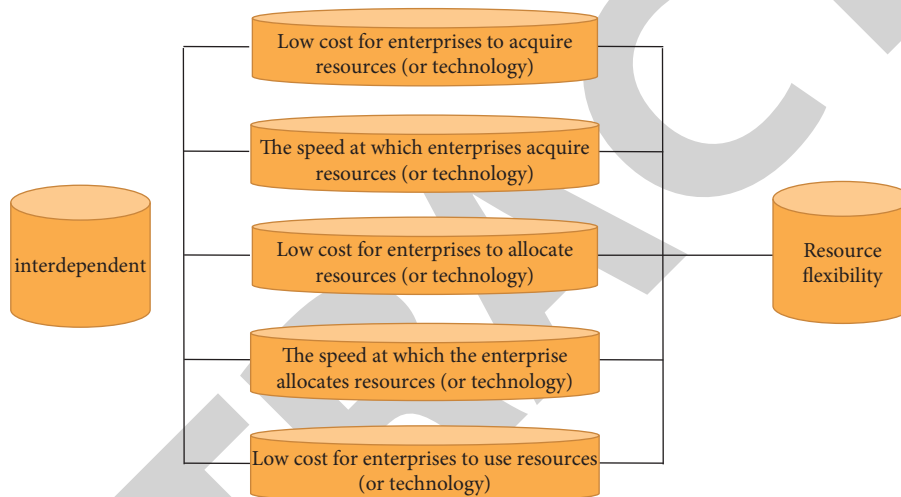 Low cost for enterprises to acquire
resources (or technology)
The speed at which enterprises acquire
resources (or technology)
interdependent
Low cost for enterprises to allocate
resources (or technology)
Resource
flexibility
The speed at which the enterprise
allocates resources (or technology)
Low cost for enterprises to use resources
(or technology)